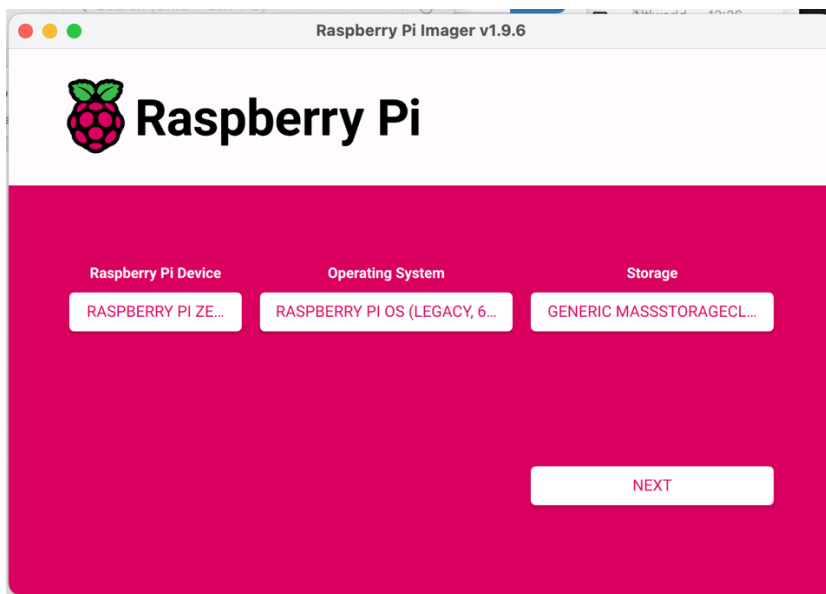 Raspberry Pi Imager v1.9.6
Raspberry Pi
Raspberry Pi Device
Operating System
Storage
RASPBERRY PI ZE...
RASPBERRY PI OS (LEGACY, 6...
GENERIC MASSSTORAGECL...
NEXT